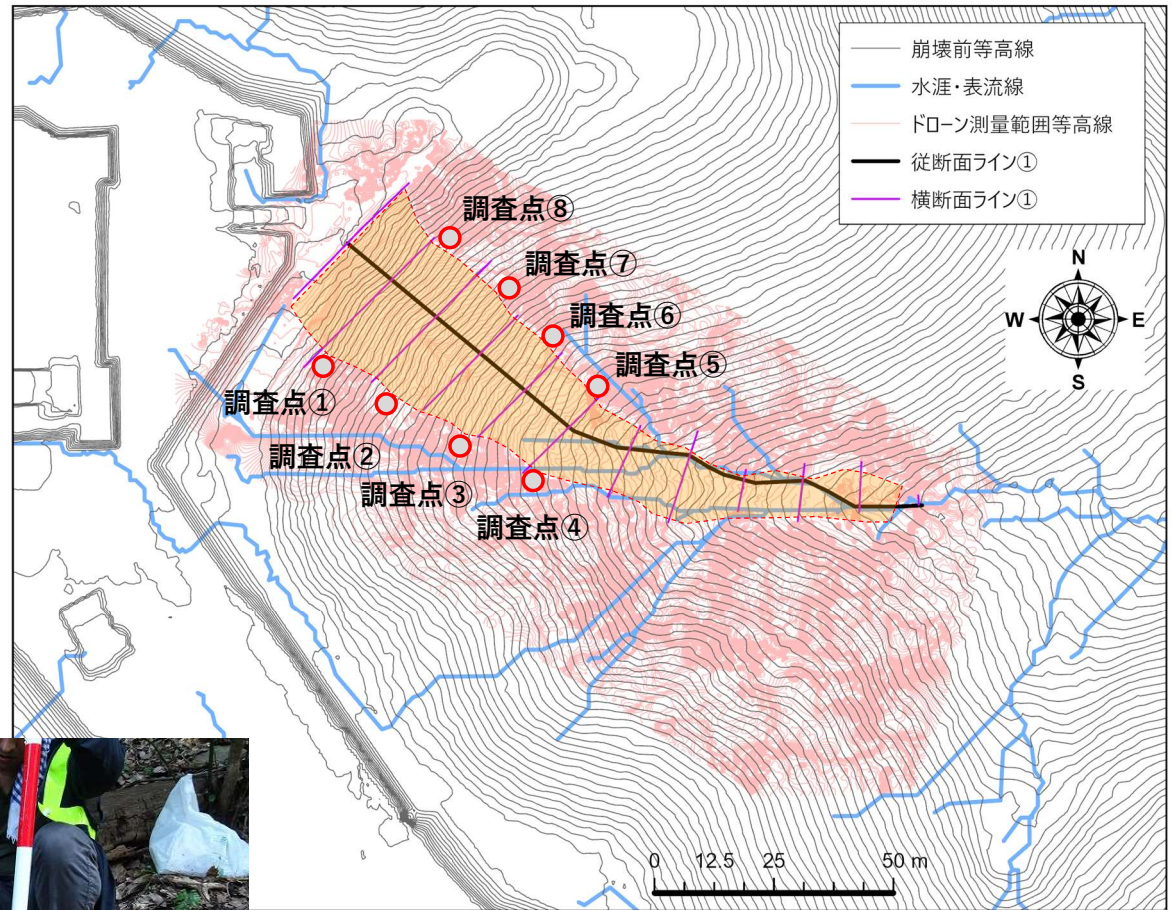 崩壊前等高線
水涯・表流線
ドローン測量範囲等高線
従断面ライン①
横断面ライン①
調査点⑧
調査点⑦
調査点⑥
調査点⑤
調査点①
調査点②
調査点③
調査点④
N
W
E
S
0 12.5 25 50 m